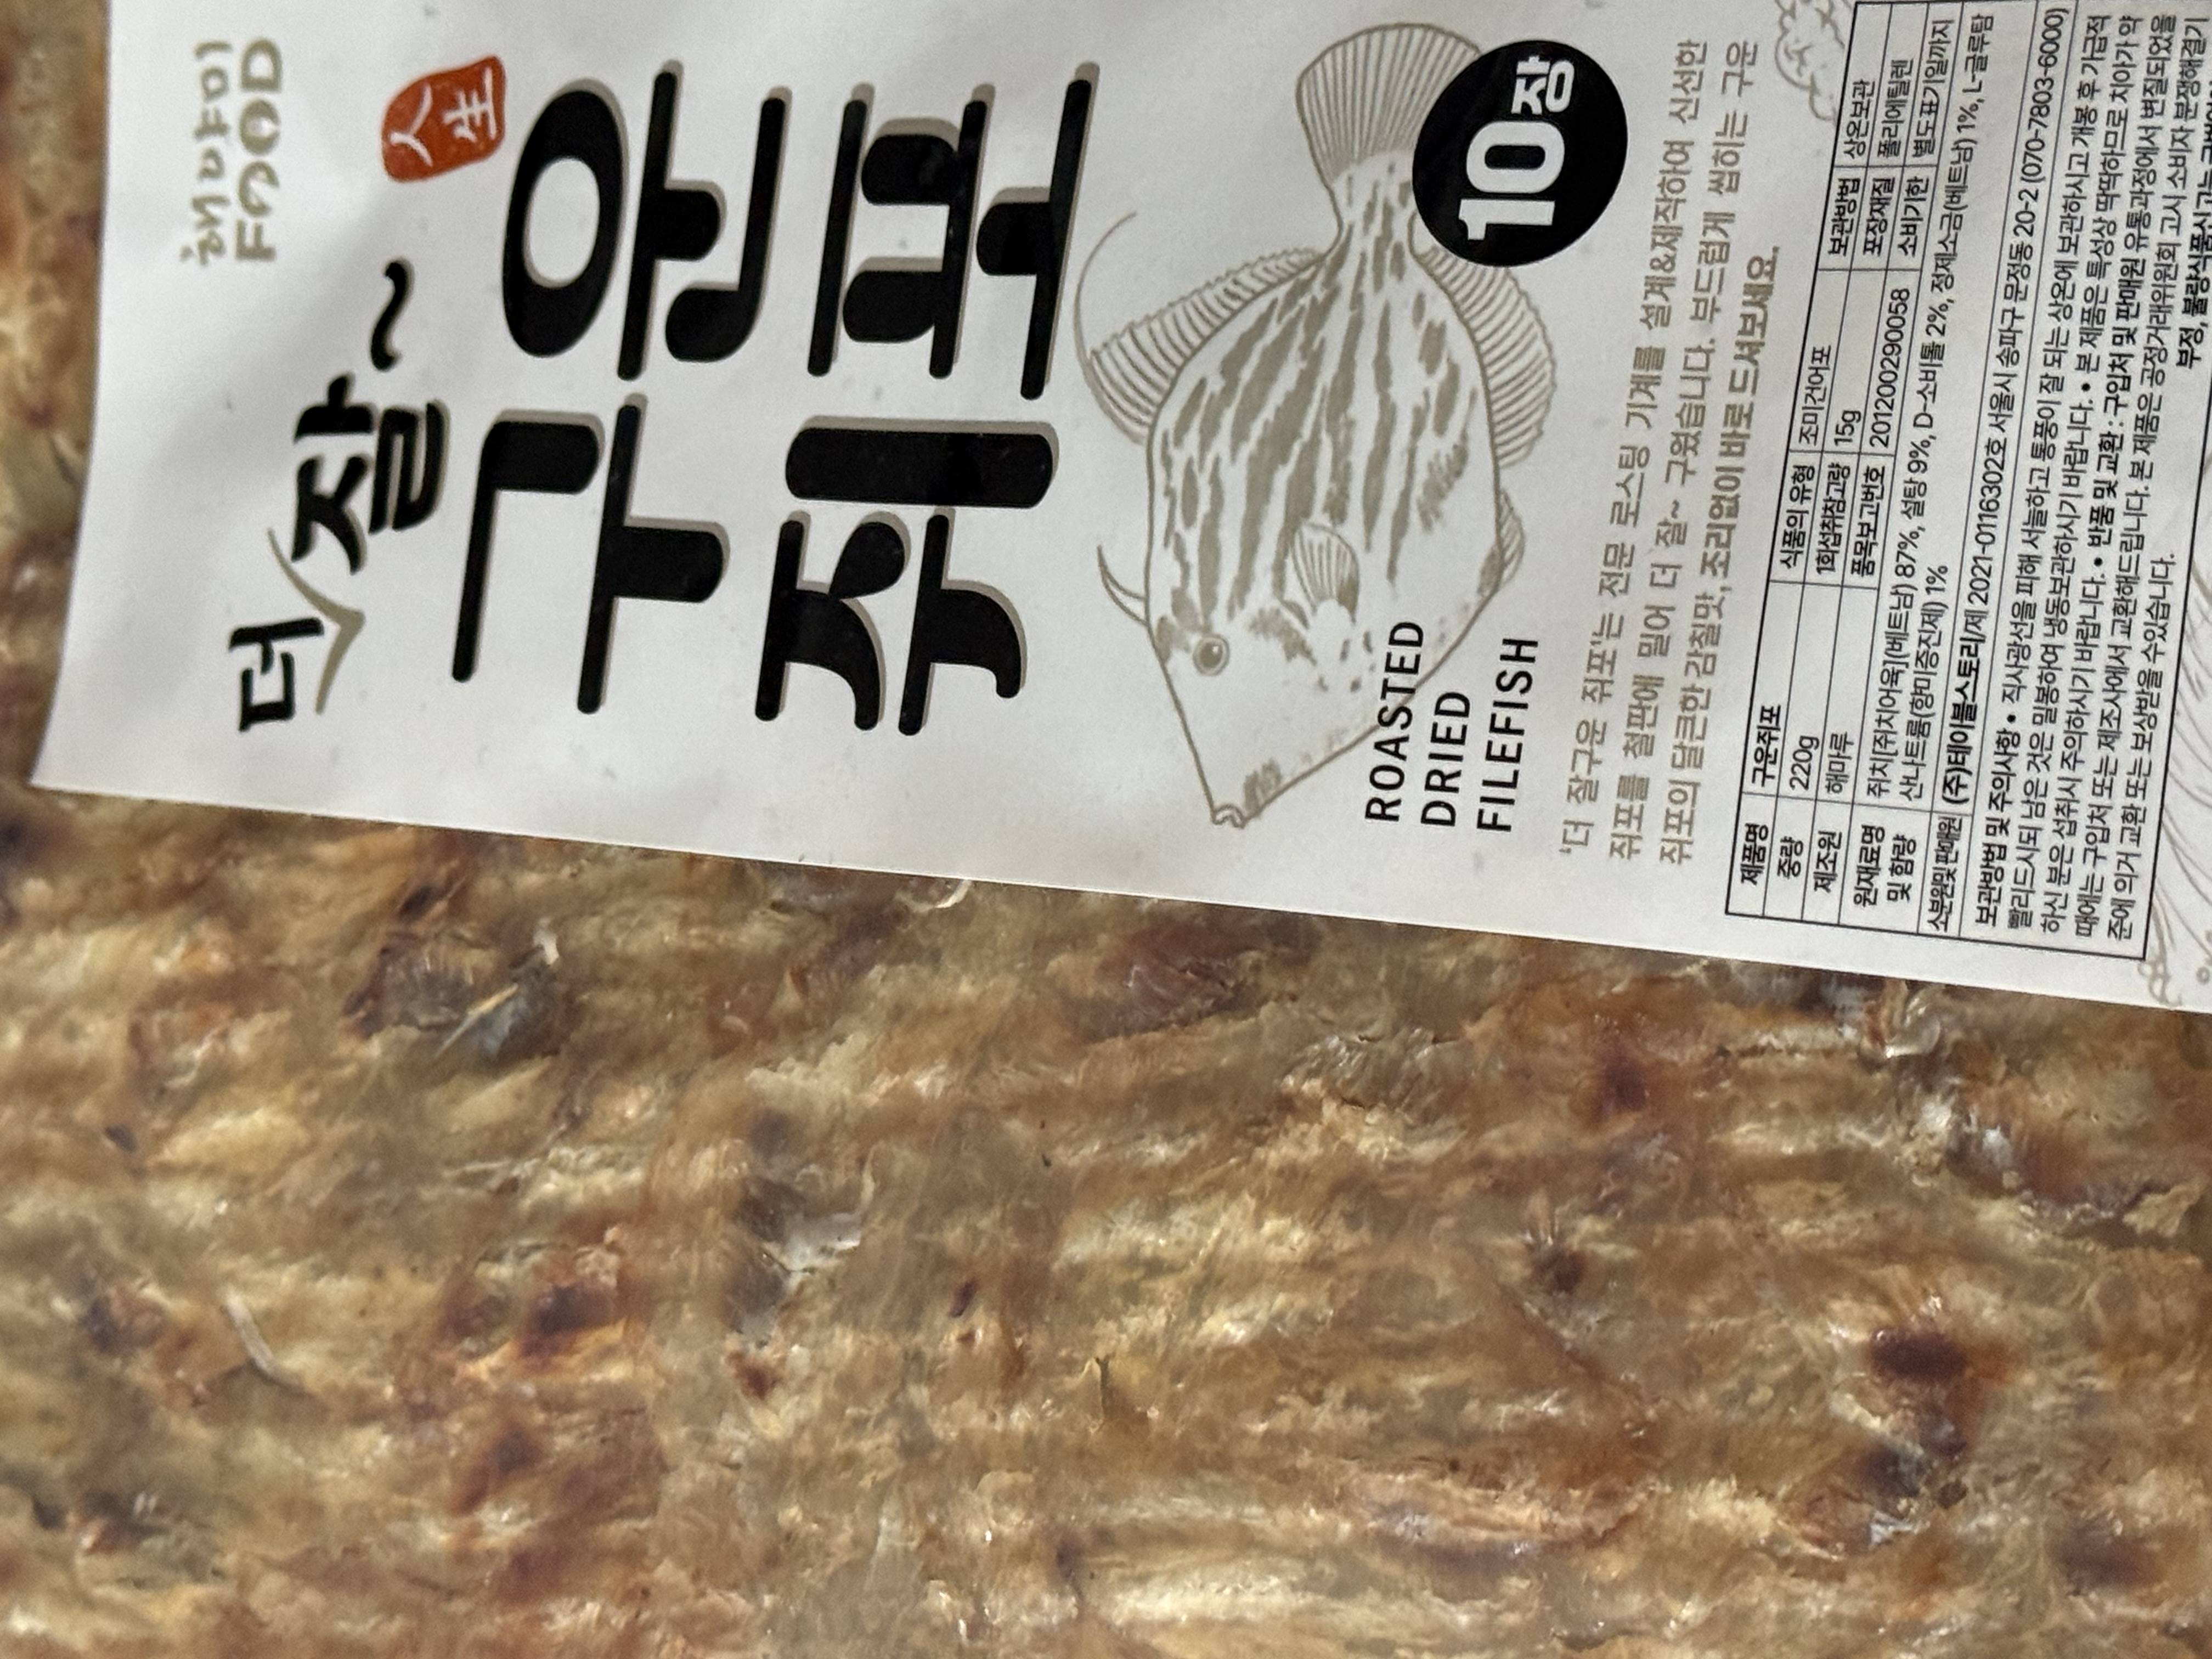 해마미
FOOD
더 잘~
人生
구운
쥐포
ROASTED
DRIED
FILEFISH
10장
'더 잘구운 쥐포'는 전문 로스팅 기계를 설계&제작하여 신선한
쥐포를 철판에 밀어 더 잘~ 구웠습니다. 부드럽게 씹히는 구운
쥐포의 달큰한 감칠맛, 조리없이 바로 드셔보세요.
제품명 구운쥐포 식품의 유형 조미건어포 보관방법 상온보관
중량 220g 1회섭취참고량 15g 포장재질 폴리에틸렌
제조원 해마루 품목보고번호 20120029005​8 소비기한 별도표기일까지
원재료명 및 함량 쥐치[쥐치어육](베트남) 87%, 설탕 9%, D-소비톨 2%, 정제소금(베트남) 1%, L-글루탐
산나트륨(향미증진제) 1%
소분원및 판매원 (주)테이블스토리/제 2021-0116302호 서울시 송파구 문정동 20-2 (070-7803-6000)
보관방법 및 주의사항 • 직사광선을 피해 서늘하고 통풍이 잘 되는 상온에 보관하시고 개봉 후 가급적
빨리 드시되 남은 것은 밀봉하여 냉동보관하시기 바랍니다. • 본 제품은 특성상 딱딱하므로 치아가 약
하신 분은 섭취시 주의하시기 바랍니다. • 반품 및 교환 : 구입처 및 판매원 유통과정에서 변질되었을
때에는 구입처 또는 제조사에서 교환해드립니다. 본 제품은 공정거래위원회 고시 소비자 분쟁해결기
준에 의거 교환 또는 보상받을 수있습니다.
부정, 불량식품신고는